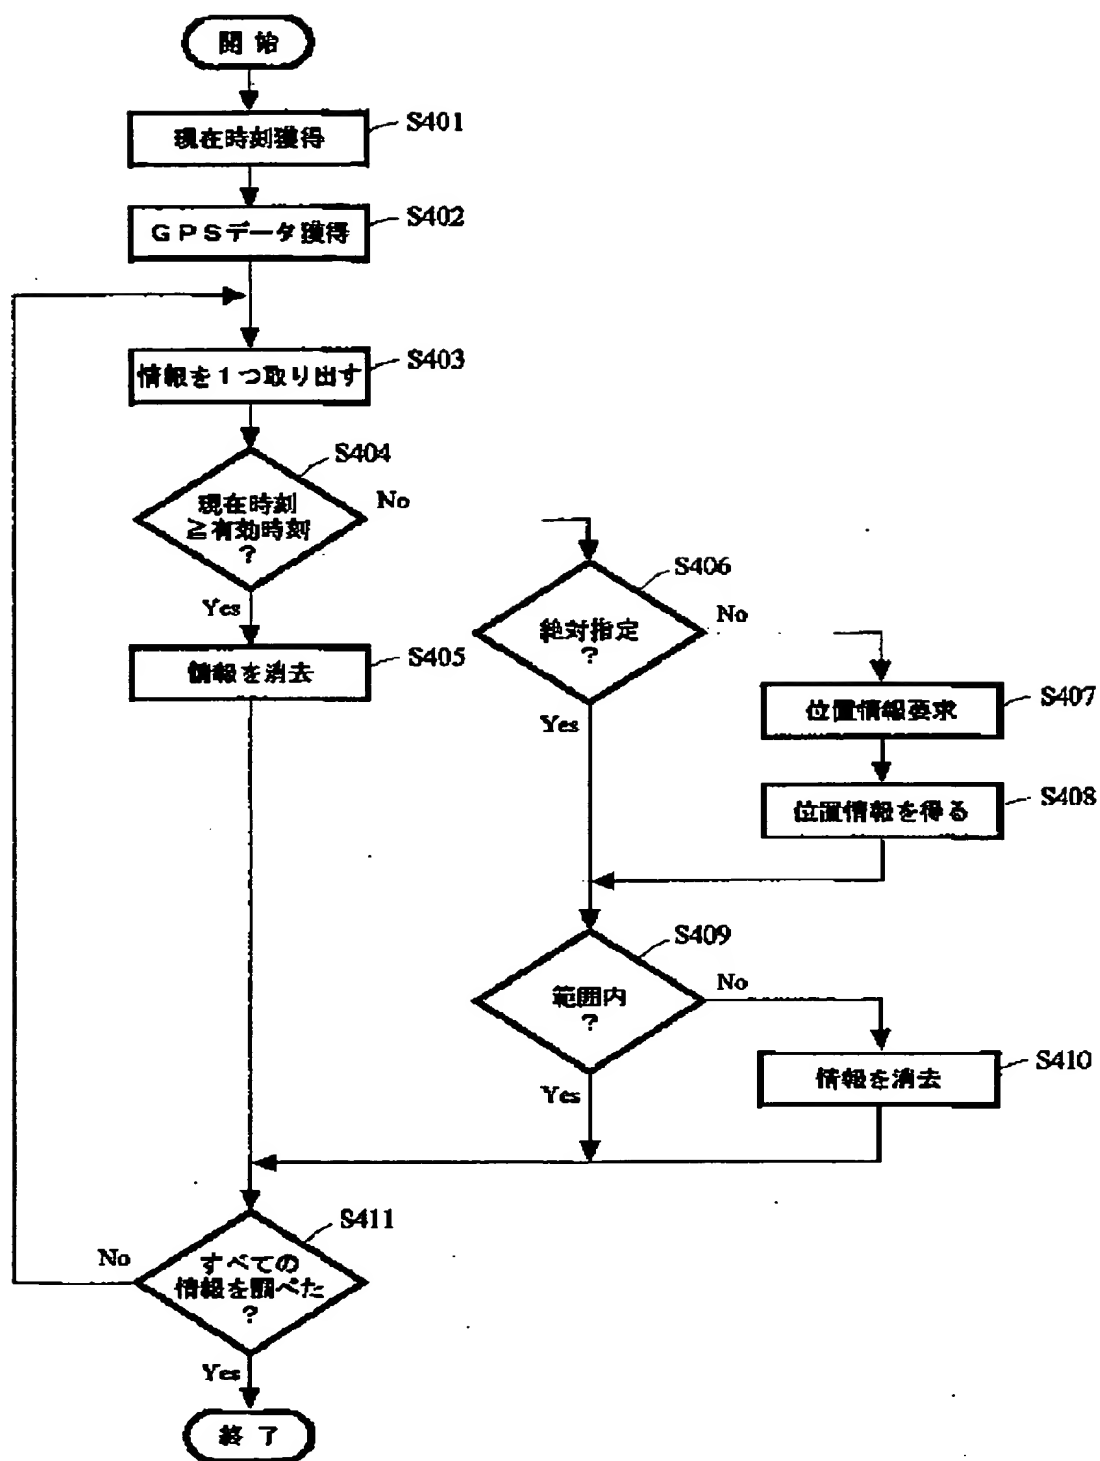 開始
現在時刻獲得
S401
GPSデータ獲得
S402
情報を1つ取り出す
S403
S404
現在時刻
≧有効時刻
?
No
Yes
情報を消去
S405
S406
絶対指定
?
No
Yes
位置情報要求
S407
位置情報を得る
S408
S409
範囲内
?
No
Yes
情報を消去
S410
S411
すべての
情報を調べた
?
No
Yes
終了